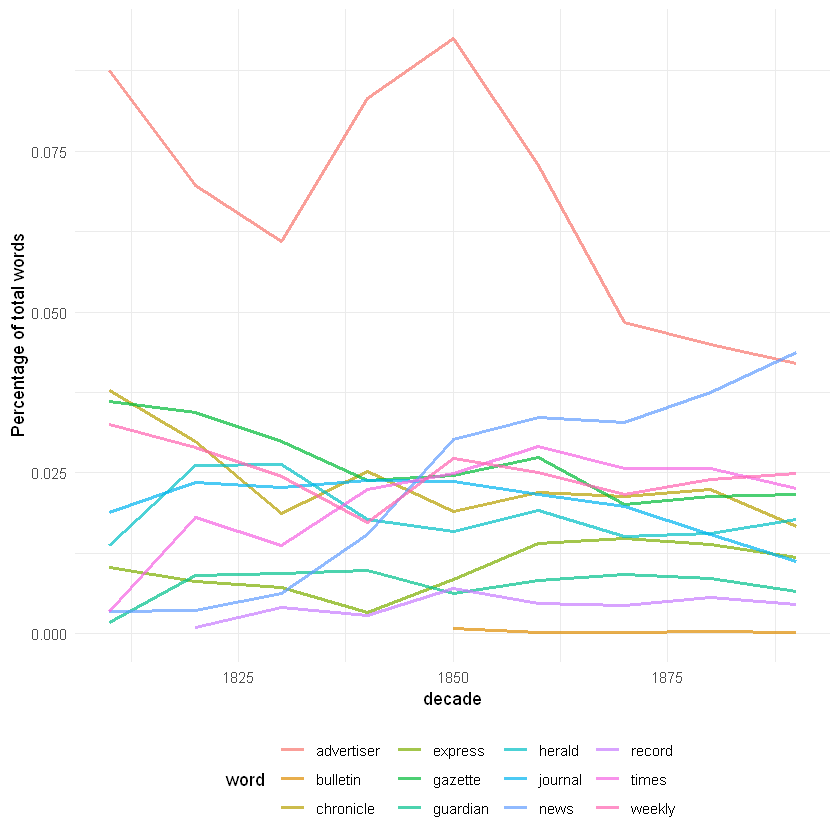 0.075
0.050
0.025
0.000
Percentage of total words
1825 1850 1875
decade
word
advertiser express herald record
bulletin gazette journal times
chronicle guardian news weekly